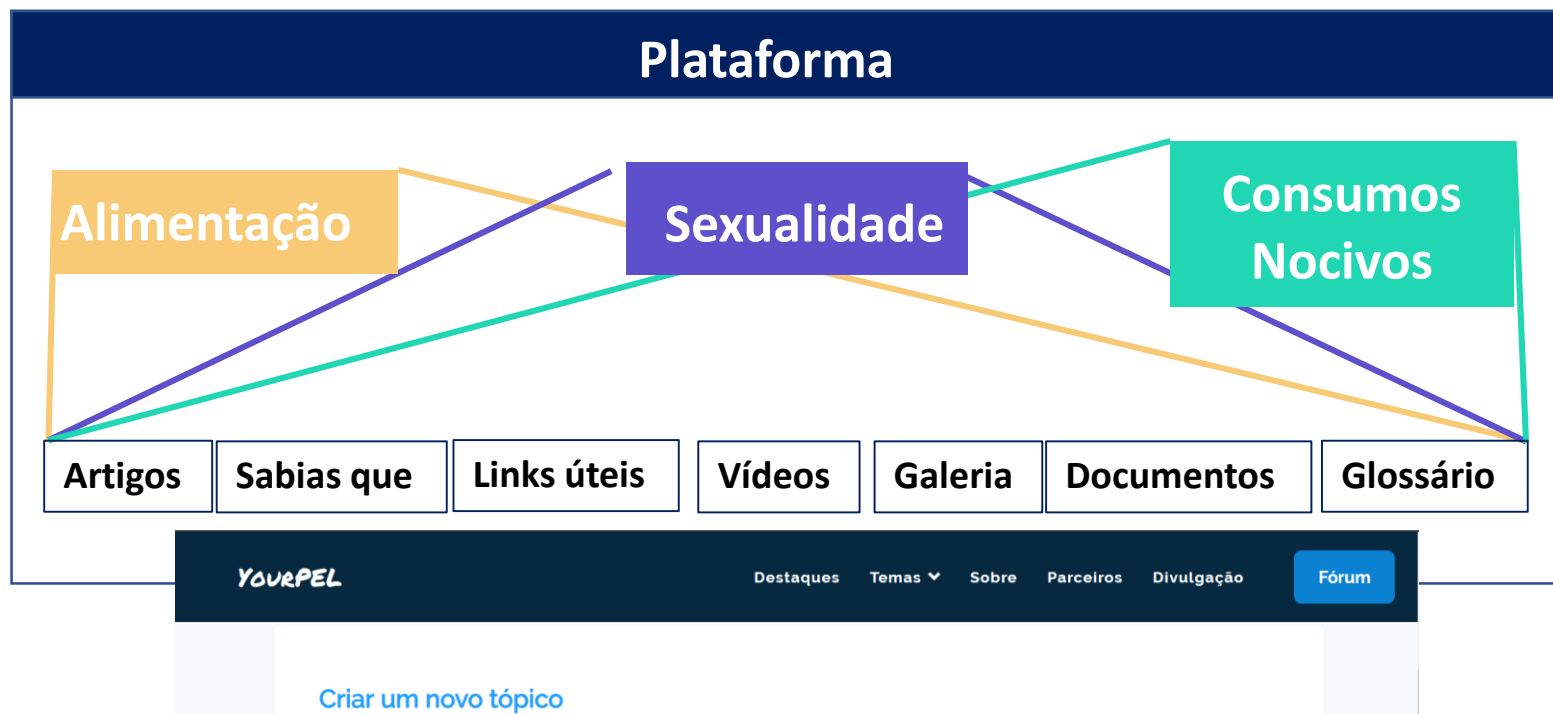 Plataforma
Alimentação
Sexualidade
Consumos
Nocivos
Artigos
Sabias que
Links úteis
Vídeos
Galeria
Documentos
Glossário
YOURPEL Destaques Temas Sobre Parceiros Divulgação Fórum
Criar um novo tópico